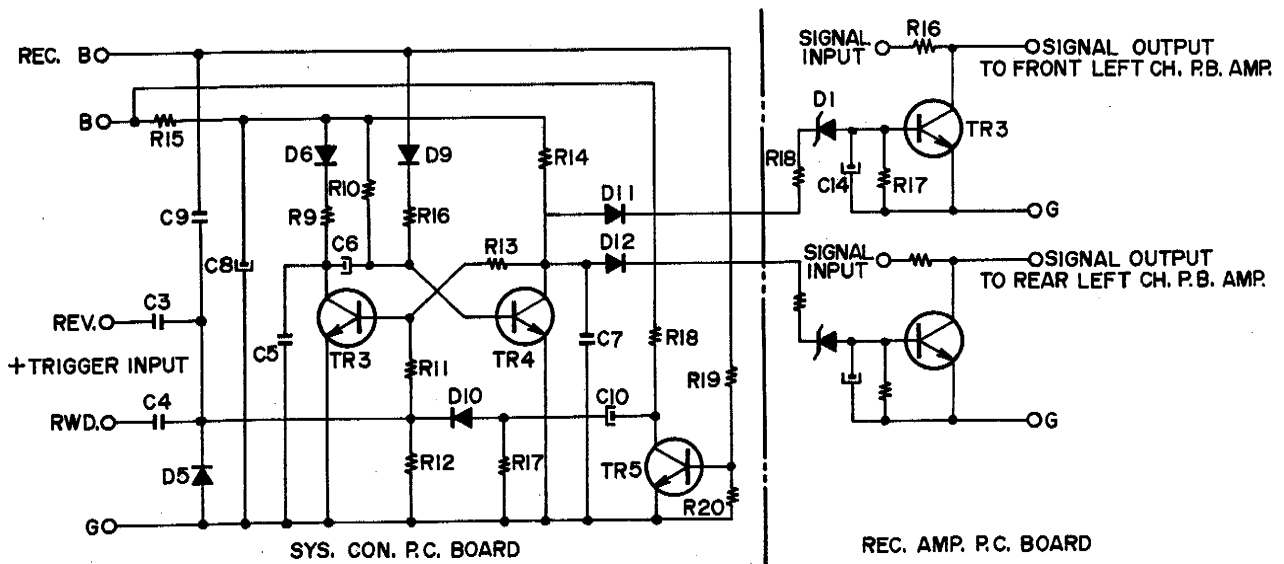 REC. B
B
R15
D6
R10
D9
R14
C9
R9
R16
C8
C6
R13
D11
D12
REV. C3
+TRIGGER INPUT
C5
TR3
TR4
C7
R18
R11
R19
RWD. C4
D10
C10
D5
R12
R17
TR5
R20
G
SYS. CON. P.C. BOARD
SIGNAL
INPUT
R16
SIGNAL OUTPUT
TO FRONT LEFT CH. P.B. AMP.
D1
TR3
R18
C14
R17
G
SIGNAL
INPUT
SIGNAL OUTPUT
TO REAR LEFT CH. P.B. AMP.
G
REC. AMP. P.C. BOARD